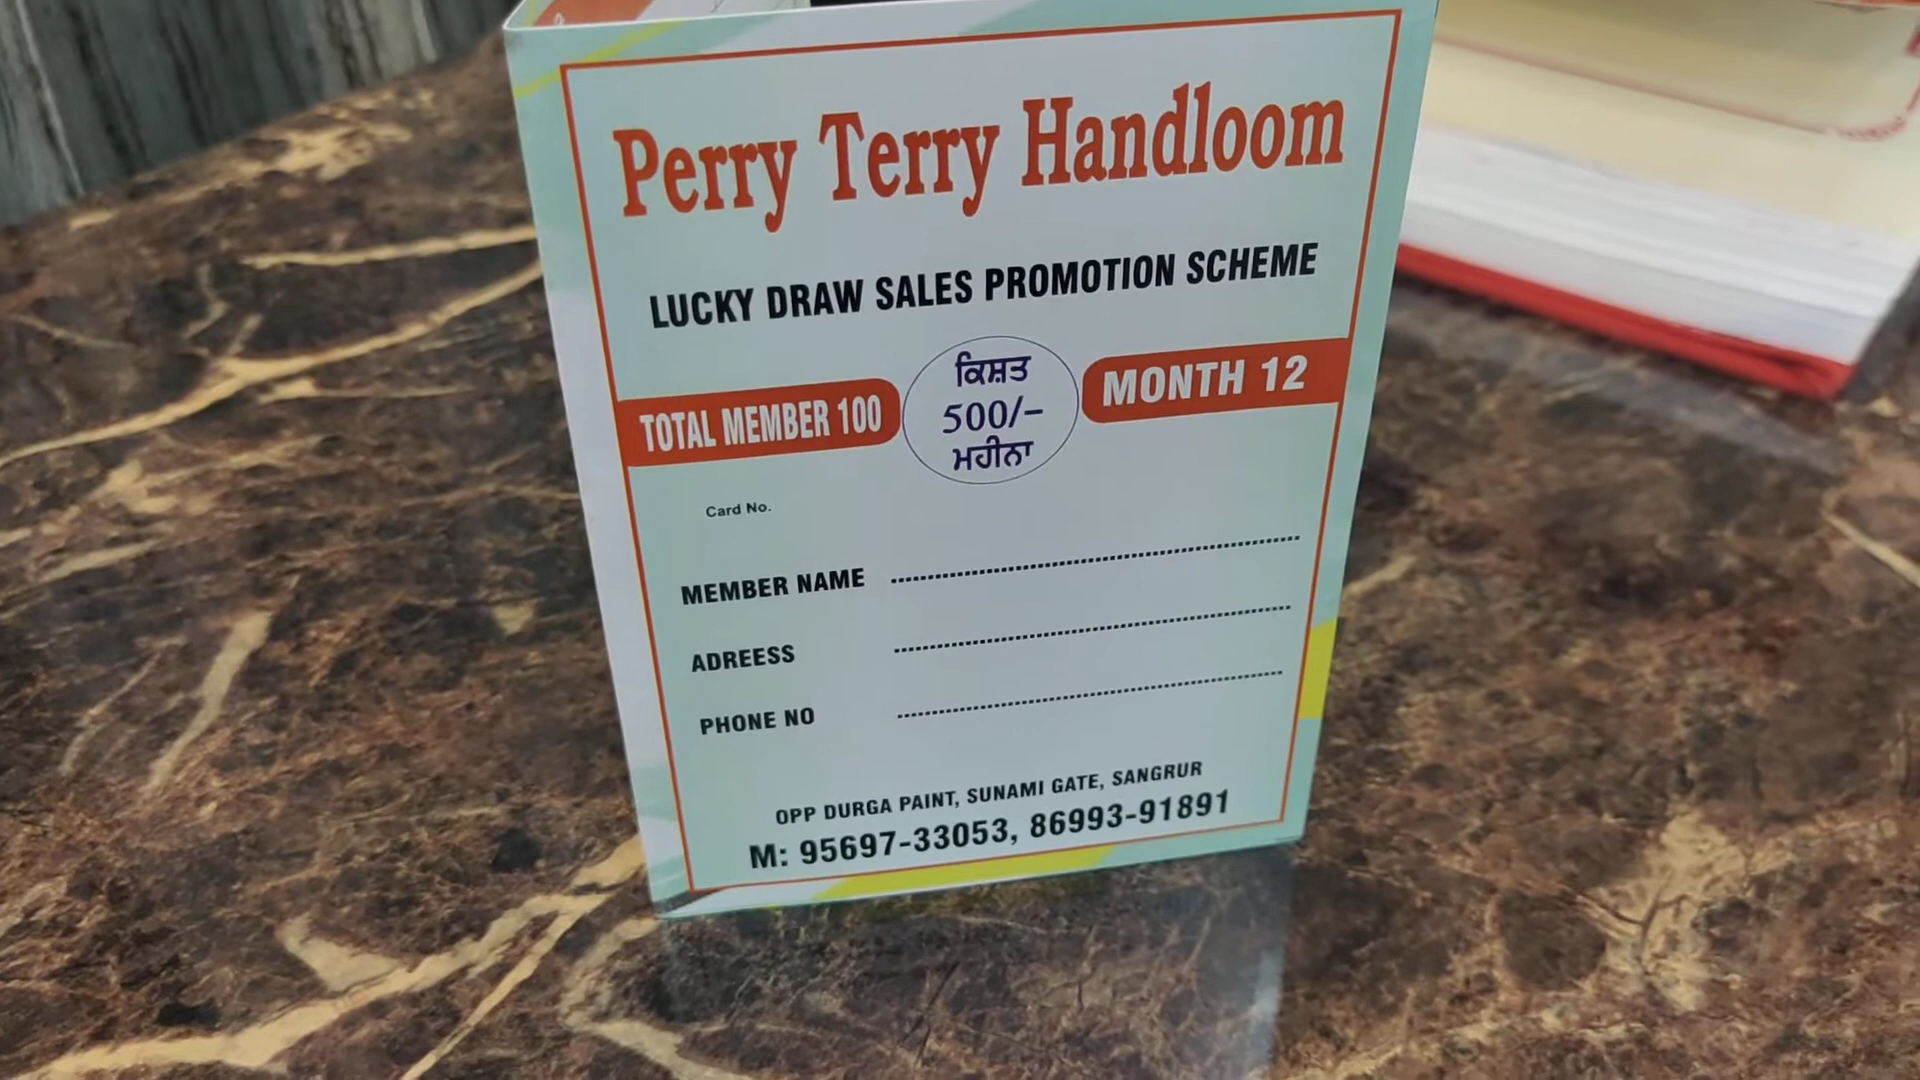 Perry Terry Handloom
LUCKY DRAW SALES PROMOTION SCHEME
TOTAL MEMBER 100
ਕਿਸ਼ਤ
500/-
ਮਹੀਨਾ
MONTH 12
Card No.
MEMBER NAME
ADREESS
PHONE NO
OPP DURGA PAINT, SUNAMI GATE, SANGRUR
M: 95697-33053, 86993-91891